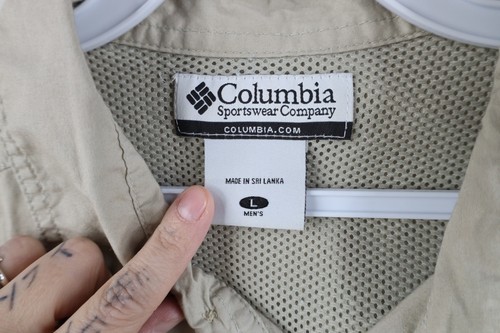 Columbia
Sportswear Company
COLUMBIA.COM
MADE IN SRI LANKA
L
MEN'S